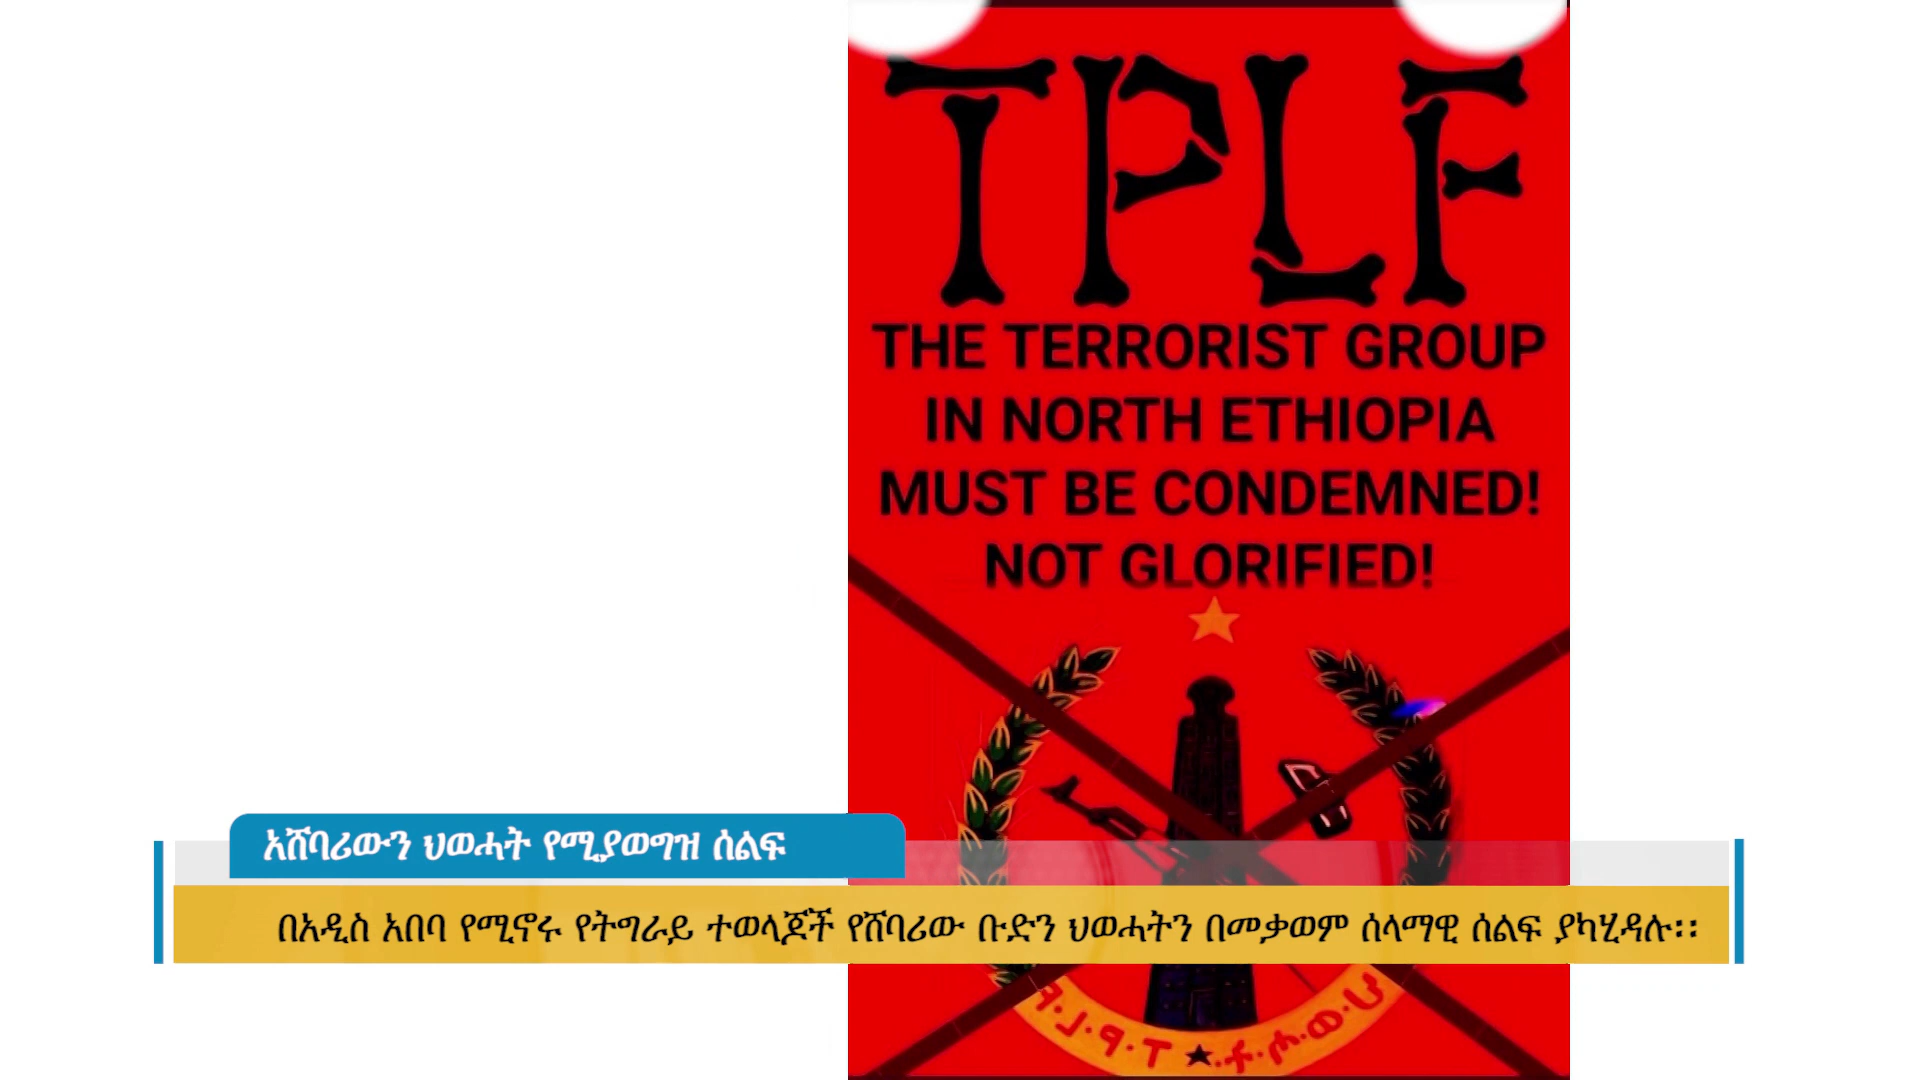 TPLF
THE TERRORIST GROUP
IN NORTH ETHIOPIA
MUST BE CONDEMNED!
NOT GLORIFIED!
አሸባሪውን ህወሓት የሚያወግዝ ሰልፍ
በአዲስ አበባ የሚኖሩ የትግራይ ተወላጆች የሽባሪው ቡድን ህወሓትን በመቃወም ሰላማዊ ሰልፍ ያካሂዳሉ፡፡
ህ.ወ.ሓ.ት. ★ T.P.L.F